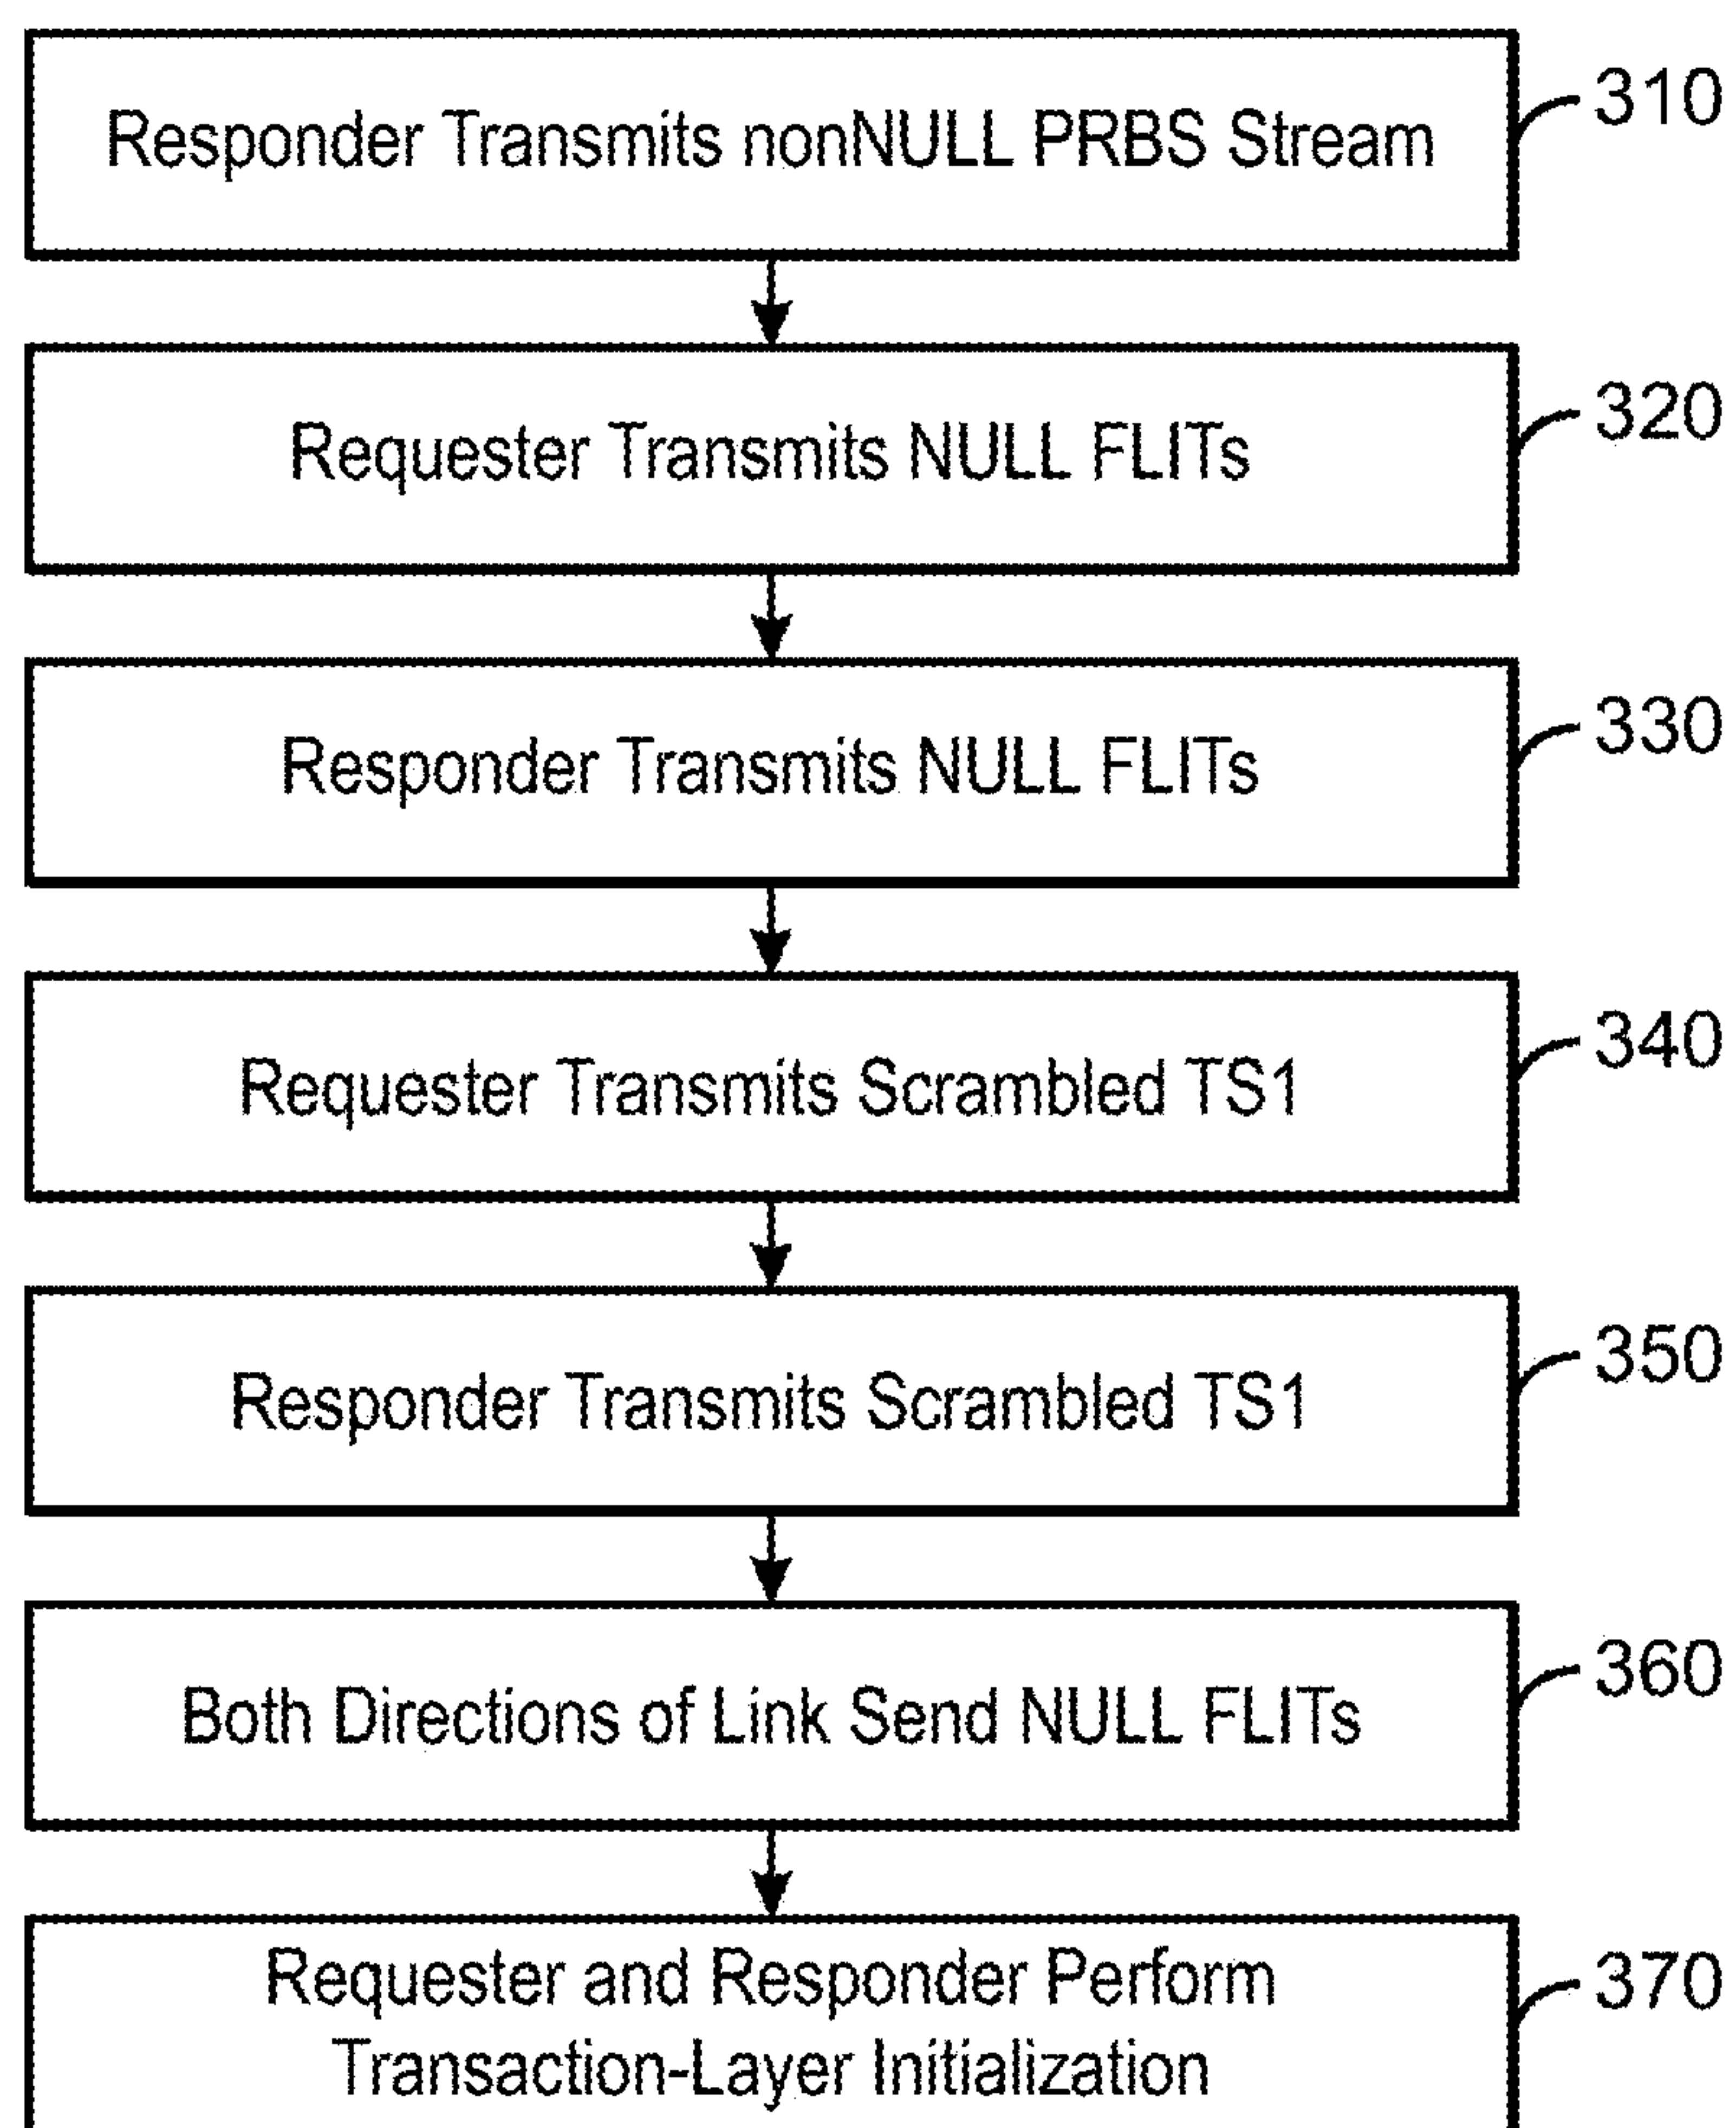 Responder Transmits nonNULL PRBS Stream
310
Requester Transmits NULL FLITs
320
Responder Transmits NULL FLITs
330
Requester Transmits Scrambled TS1
340
Responder Transmits Scrambled TS1
350
Both Directions of Link Send NULL FLITs
360
Requester and Responder Perform
Transaction-Layer Initialization
370